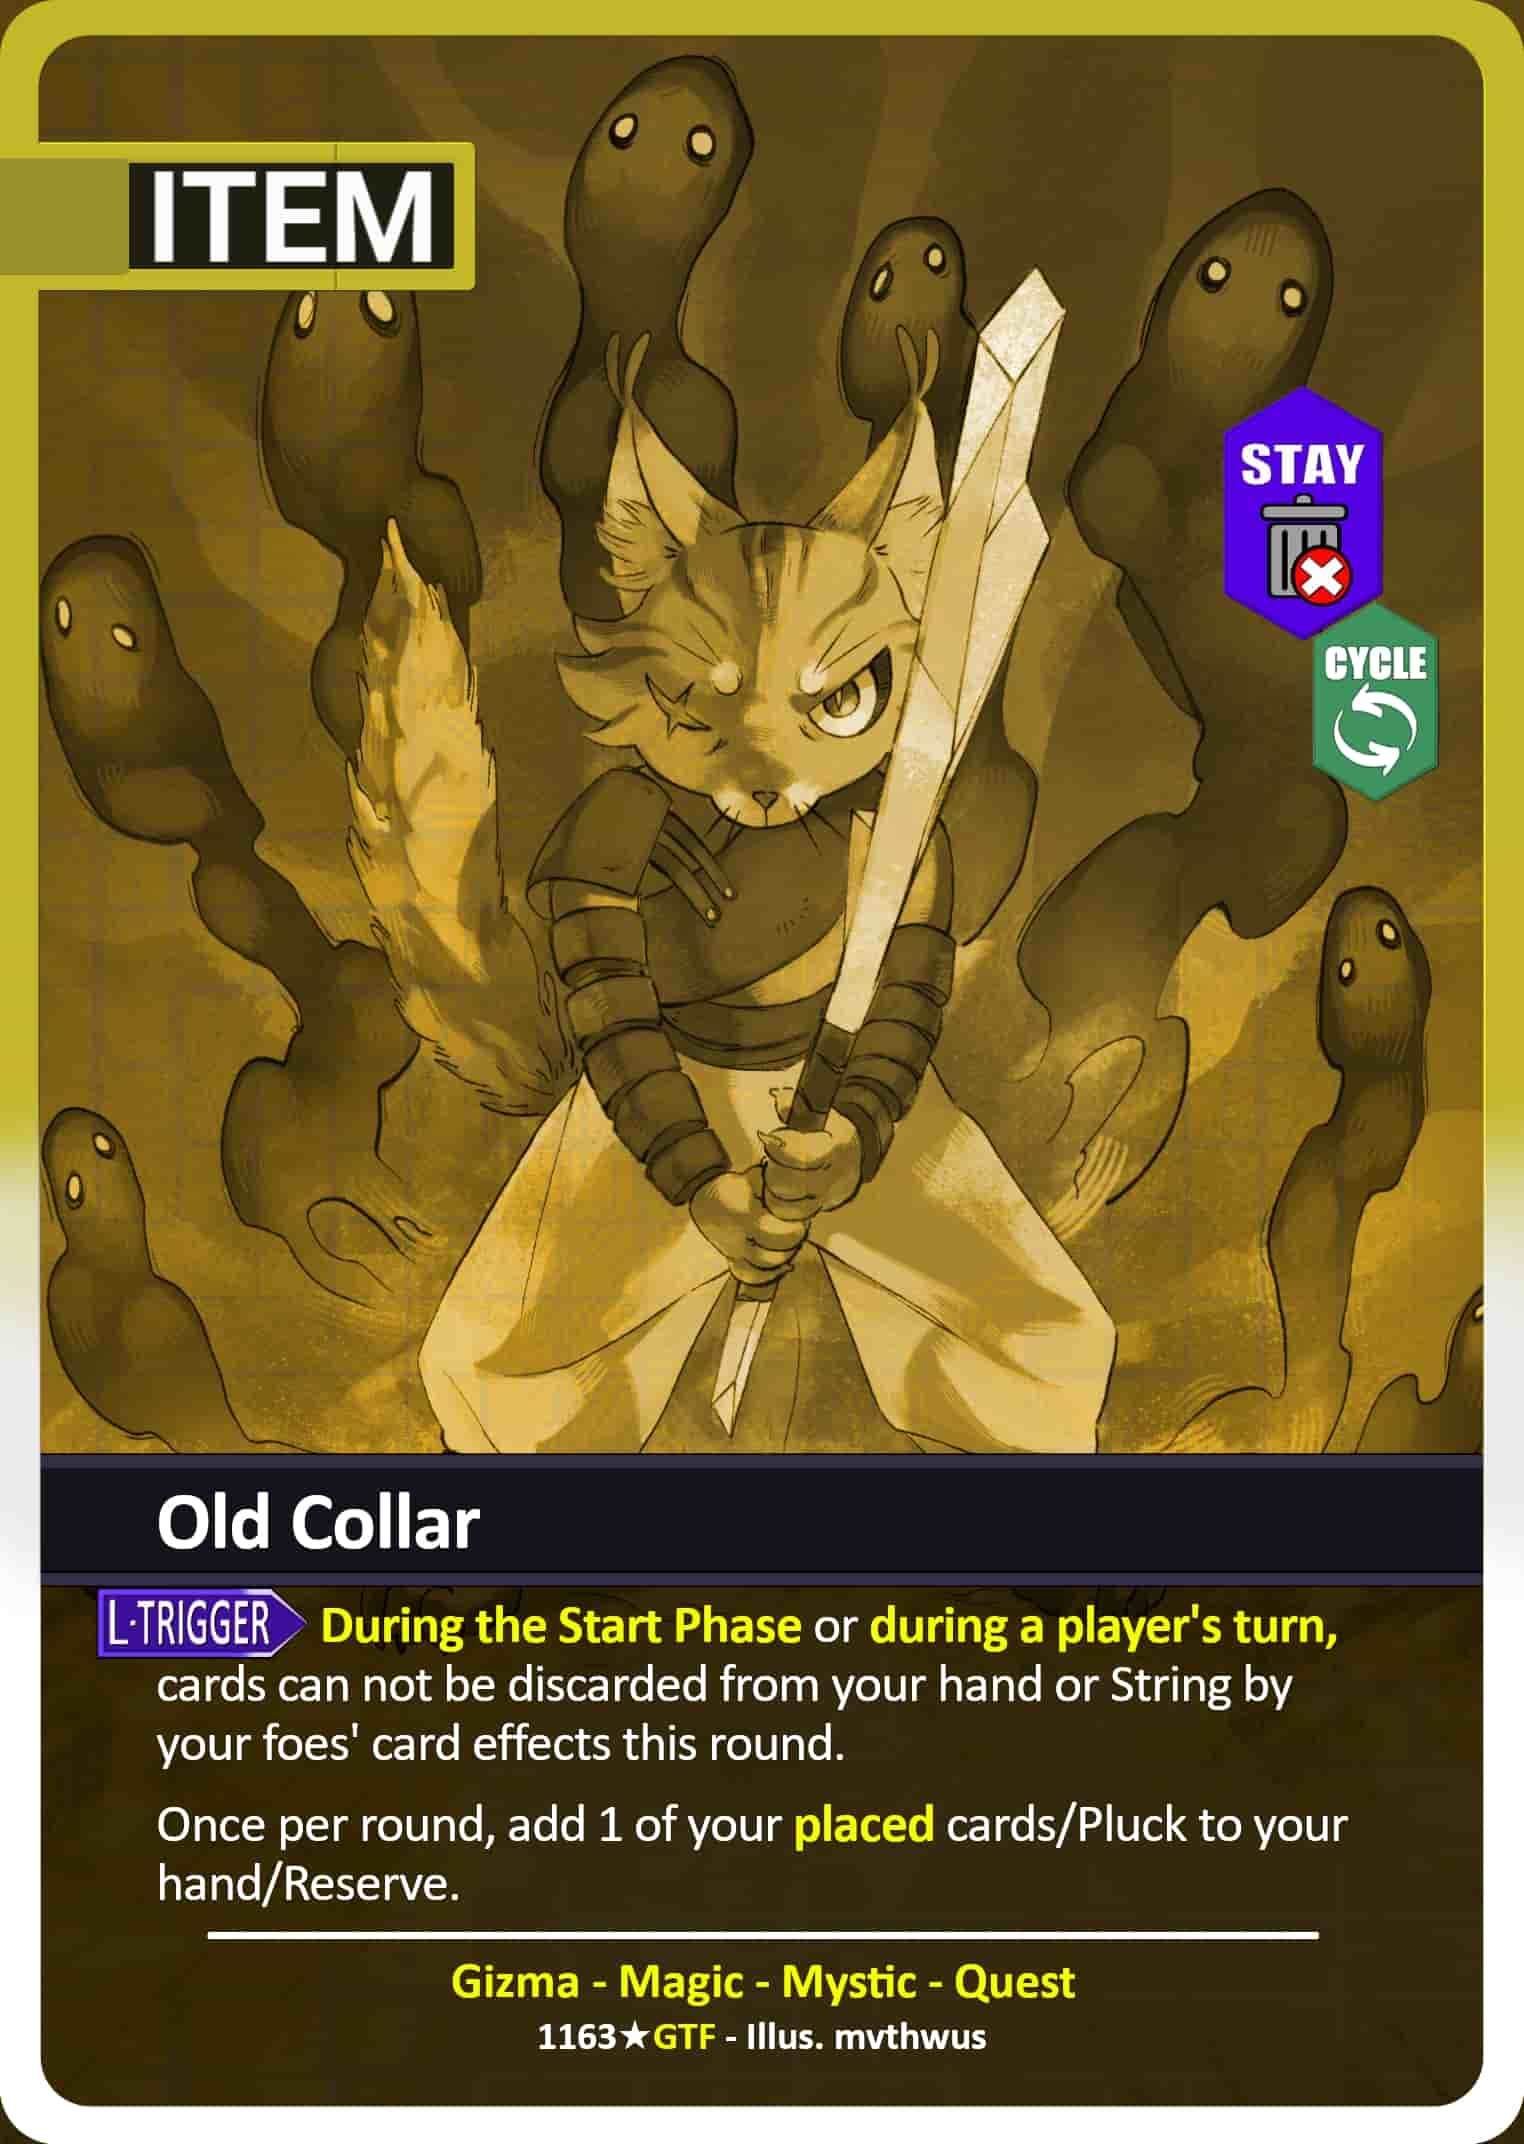 ITEM
STAY
CYCLE
Old Collar
L·TRIGGER During the Start Phase or during a player's turn,
cards can not be discarded from your hand or String by
your foes' card effects this round.
Once per round, add 1 of your placed cards/Pluck to your
hand/Reserve.
Gizma - Magic - Mystic - Quest
1163★GTF - Illus. mvthwus